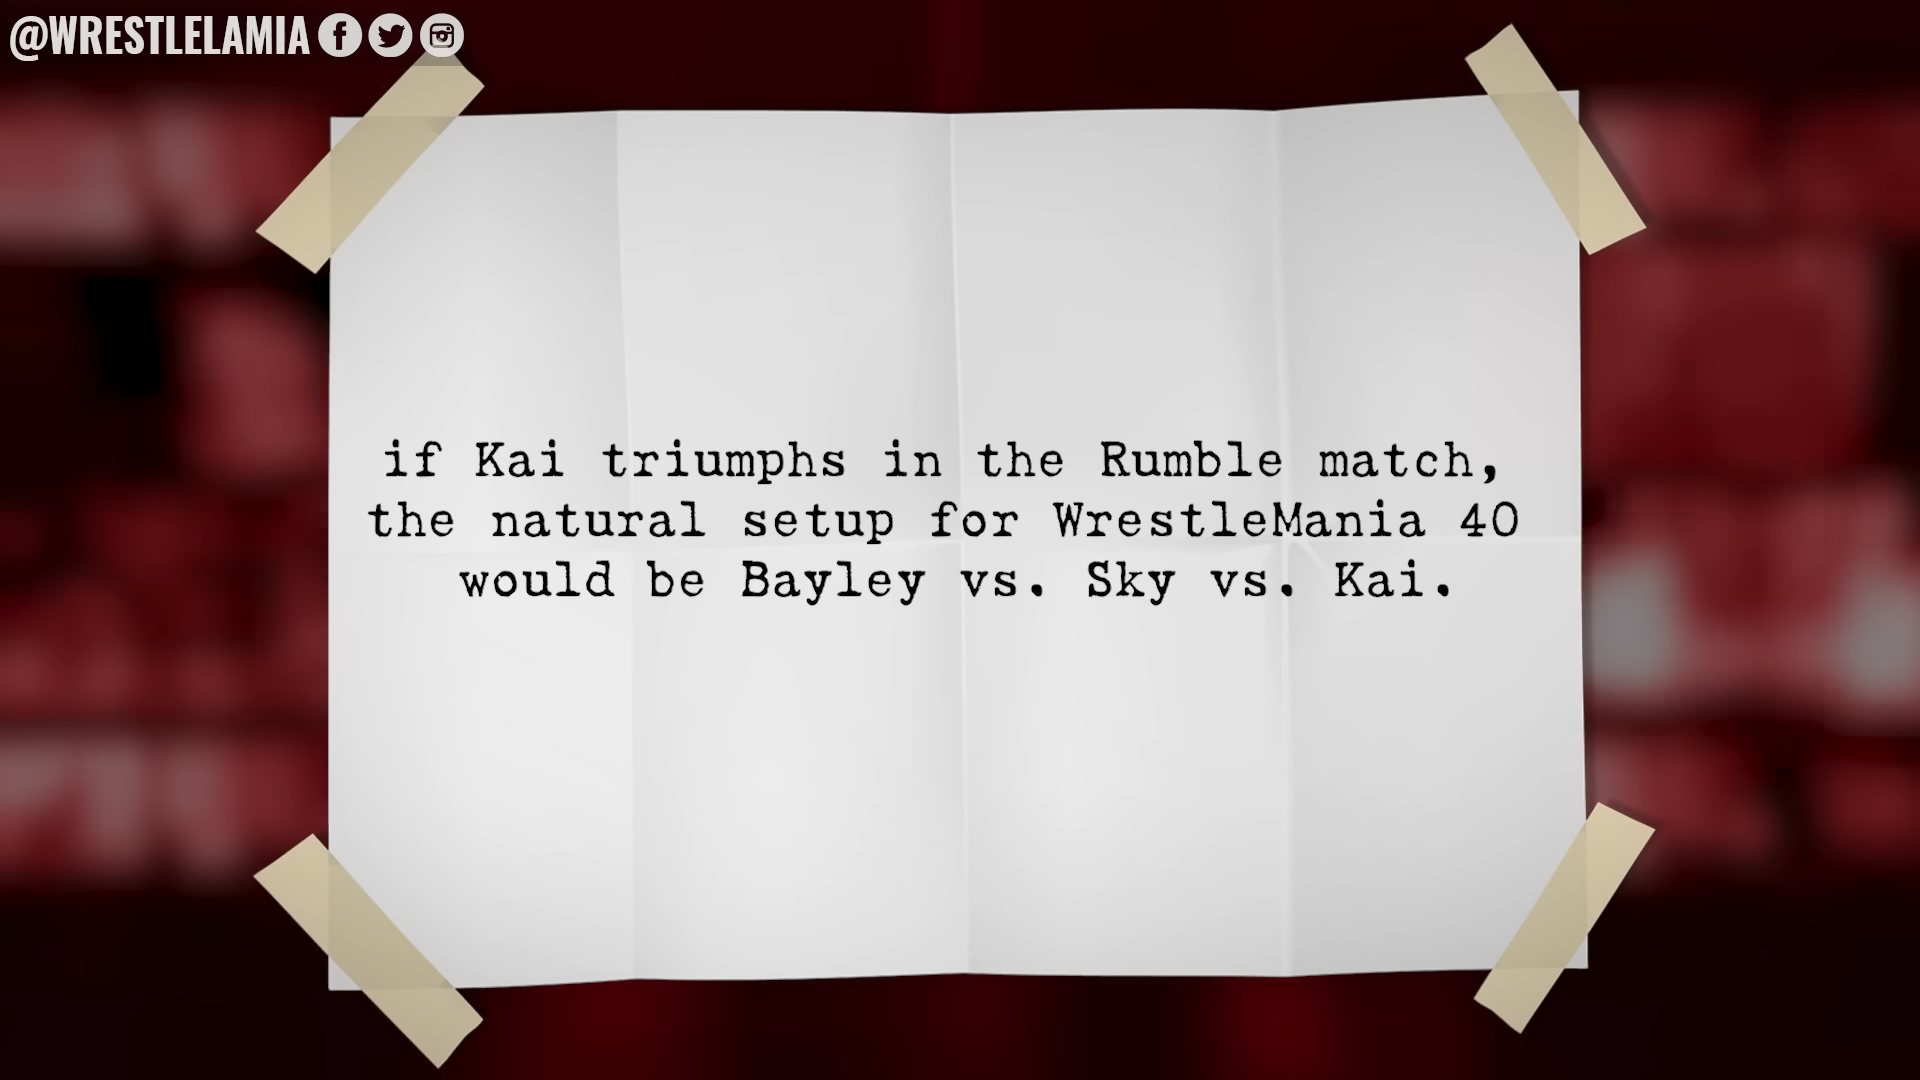 @WRESTLELAMIA
if Kai triumphs in the Rumble match,
the natural setup for WrestleMania 40
would be Bayley vs. Sky vs. Kai.